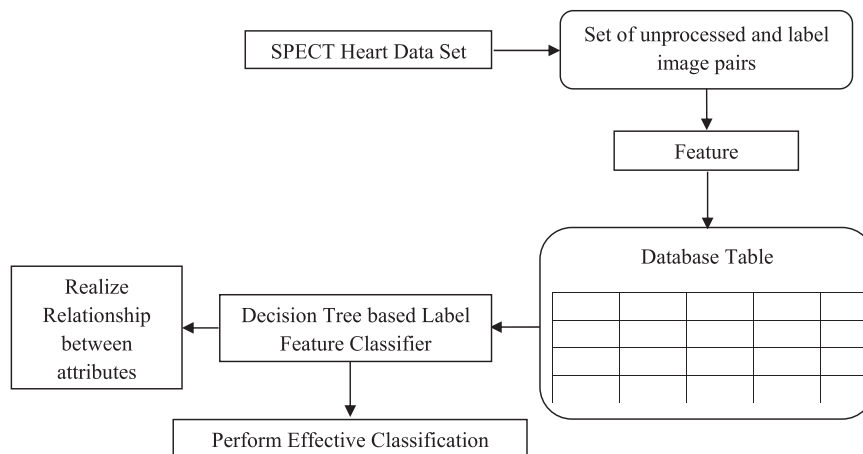 SPECT Heart Data Set
Set of unprocessed and label
image pairs
Feature
Database Table
Decision Tree based Label
Feature Classifier
Realize
Relationship
between
attributes
Perform Effective Classification